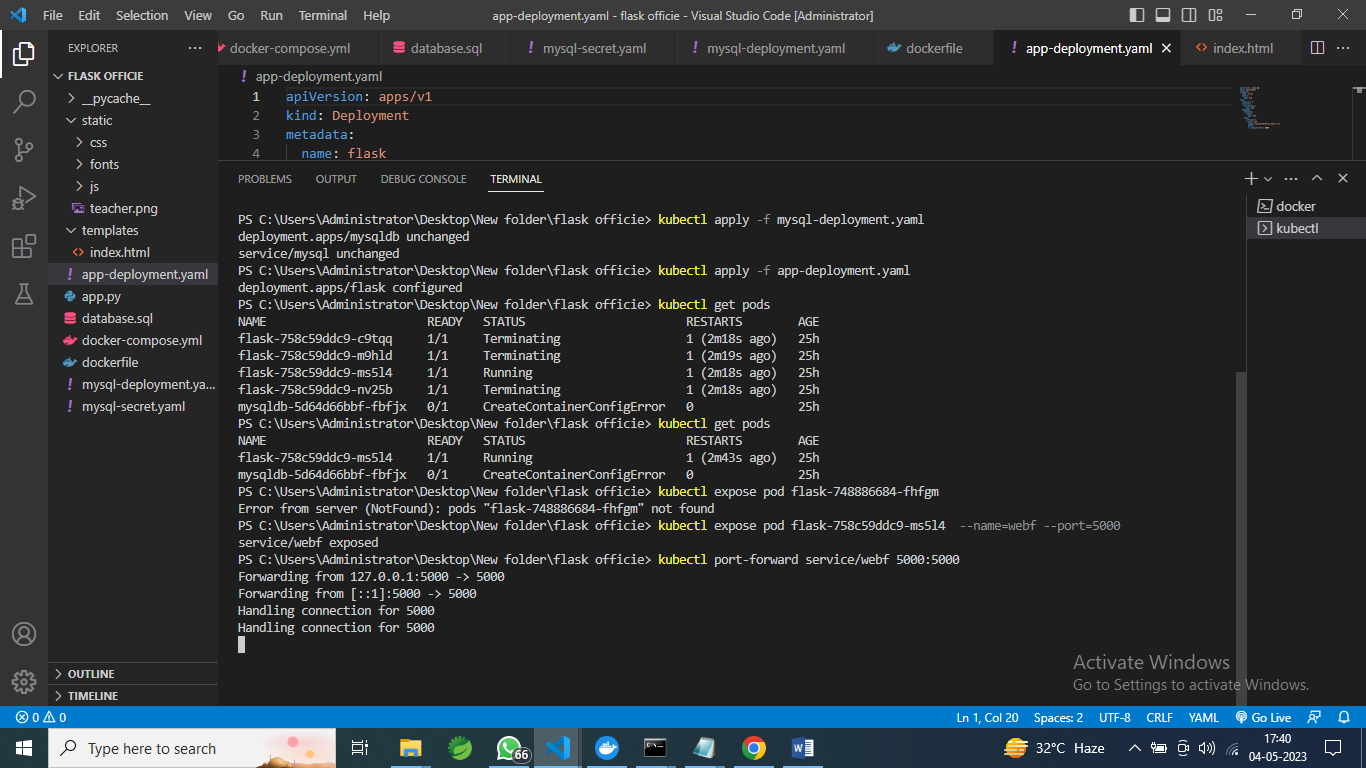 File Edit Selection View Go Run Terminal Help
app-deployment.yaml - flask officie - Visual Studio Code [Administrator]
EXPLORER
docker-compose.yml
database.sql
mysql-secret.yaml
mysql-deployment.yaml
dockerfile
app-deployment.yaml
index.html
FLASK OFFICIE
__pycache__
static
css
fonts
js
teacher.png
templates
index.html
app-deployment.yaml
app.py
database.sql
docker-compose.yml
dockerfile
mysql-deployment.ya...
mysql-secret.yaml
OUTLINE
TIMELINE
app-deployment.yaml
1 apiVersion: apps/v1
2 kind: Deployment
3 metadata:
4 name: flask
PROBLEMS OUTPUT DEBUG CONSOLE TERMINAL
docker
kubectl
PS C:\Users\Administrator\Desktop\New folder\flask officie> kubectl apply -f mysql-deployment.yaml
deployment.apps/mysqldb unchanged
service/mysql unchanged
PS C:\Users\Administrator\Desktop\New folder\flask officie> kubectl apply -f app-deployment.yaml
deployment.apps/flask configured
PS C:\Users\Administrator\Desktop\New folder\flask officie> kubectl get pods
NAME READY STATUS RESTARTS AGE
flask-758c59ddc9-c9tqq 1/1 Terminating 1 (2m18s ago) 25h
flask-758c59ddc9-m9hld 1/1 Terminating 1 (2m19s ago) 25h
flask-758c59ddc9-ms5l4 1/1 Running 1 (2m18s ago) 25h
flask-758c59ddc9-nv25b 1/1 Terminating 1 (2m18s ago) 25h
mysqldb-5d64d66bbf-fbfjx 0/1 CreateContainerConfigError 0 25h
PS C:\Users\Administrator\Desktop\New folder\flask officie> kubectl get pods
NAME READY STATUS RESTARTS AGE
flask-758c59ddc9-ms5l4 1/1 Running 1 (2m43s ago) 25h
mysqldb-5d64d66bbf-fbfjx 0/1 CreateContainerConfigError 0 25h
PS C:\Users\Administrator\Desktop\New folder\flask officie> kubectl expose pod flask-748886684-fhfgm
Error from server (NotFound): pods "flask-748886684-fhfgm" not found
PS C:\Users\Administrator\Desktop\New folder\flask officie> kubectl expose pod flask-758c59ddc9-ms5l4 --name=webf --port=5000
service/webf exposed
PS C:\Users\Administrator\Desktop\New folder\flask officie> kubectl port-forward service/webf 5000:5000
Forwarding from 127.0.0.1:5000 -> 5000
Forwarding from [::1]:5000 -> 5000
Handling connection for 5000
Handling connection for 5000
Activate Windows
Go to Settings to activate Windows.
0 0
Ln 1, Col 20 Spaces: 2 UTF-8 CRLF YAML Go Live
Type here to search
66
32°C Haze
17:40
04-05-2023